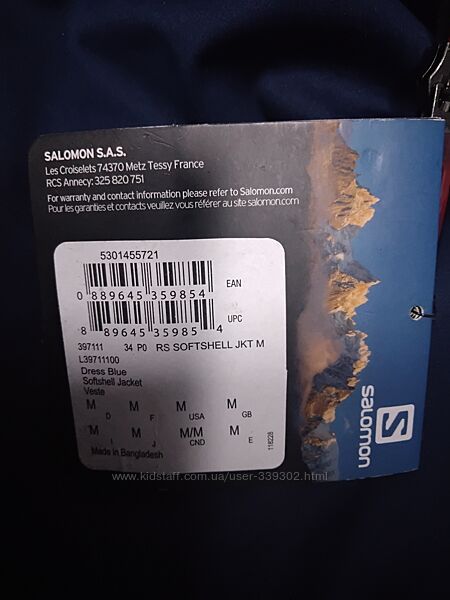 SALOMON S.A.S.
Les Croiselets 74370 Metz Tessy France
RCS Annecy: 325 820 751
For warranty and contact information please refer to Salomon.com
Pour les garanties et contacts veuillez vous référer au site salomon.com
5301455721
0 889645 359854
EAN
8 89645 35985 4
UPC
397111 34 P0 RS SOFTSHELL JKT M
L39711100
Dress Blue
Softshell Jacket
Veste
M M M M
D F USA GB
M M M/M M
I J CND E
Made in Bangladesh
118228
salomon
S
www.kidstaff.com.ua/user-339302.html